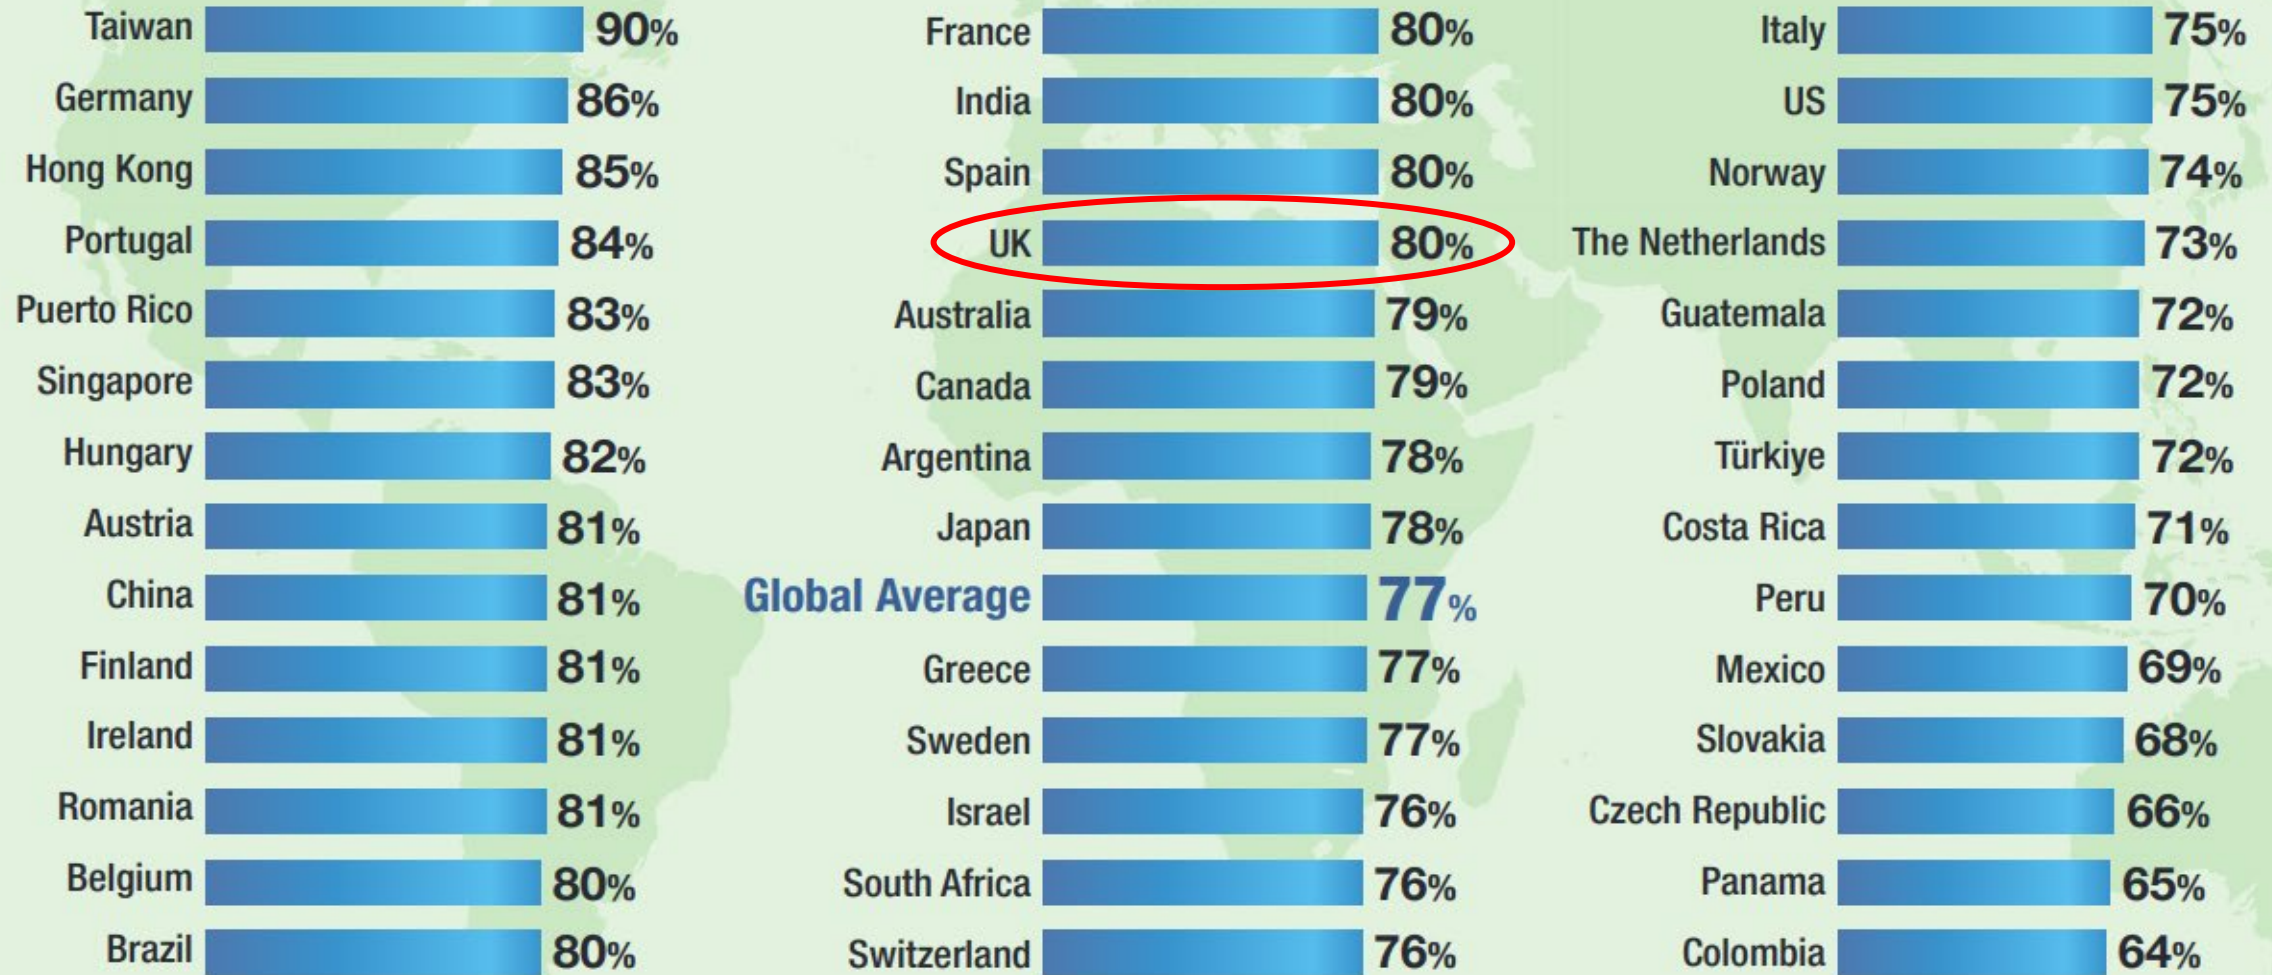 Taiwan 90%
Germany 86%
Hong Kong 85%
Portugal 84%
Puerto Rico 83%
Singapore 83%
Hungary 82%
Austria 81%
China 81%
Finland 81%
Ireland 81%
Romania 81%
Belgium 80%
Brazil 80%
France 80%
India 80%
Spain 80%
UK 80%
Australia 79%
Canada 79%
Argentina 78%
Japan 78%
Global Average 77%
Greece 77%
Sweden 77%
Israel 76%
South Africa 76%
Switzerland 76%
Italy 75%
US 75%
Norway 74%
The Netherlands 73%
Guatemala 72%
Poland 72%
Türkiye 72%
Costa Rica 71%
Peru 70%
Mexico 69%
Slovakia 68%
Czech Republic 66%
Panama 65%
Colombia 64%